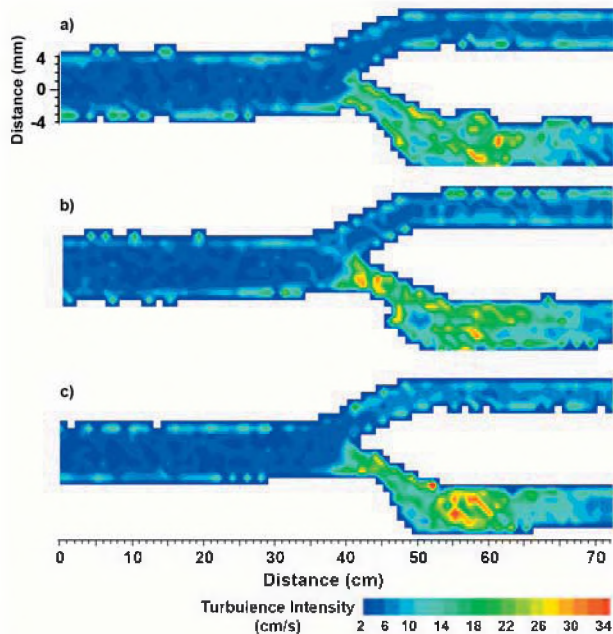 a)
Distance (mm)
4
0
-4
b)
c)
0 10 20 30 40 50 60 70
Distance (cm)
Turbulence Intensity
(cm/s)
2 6 10 14 18 22 26 30 34